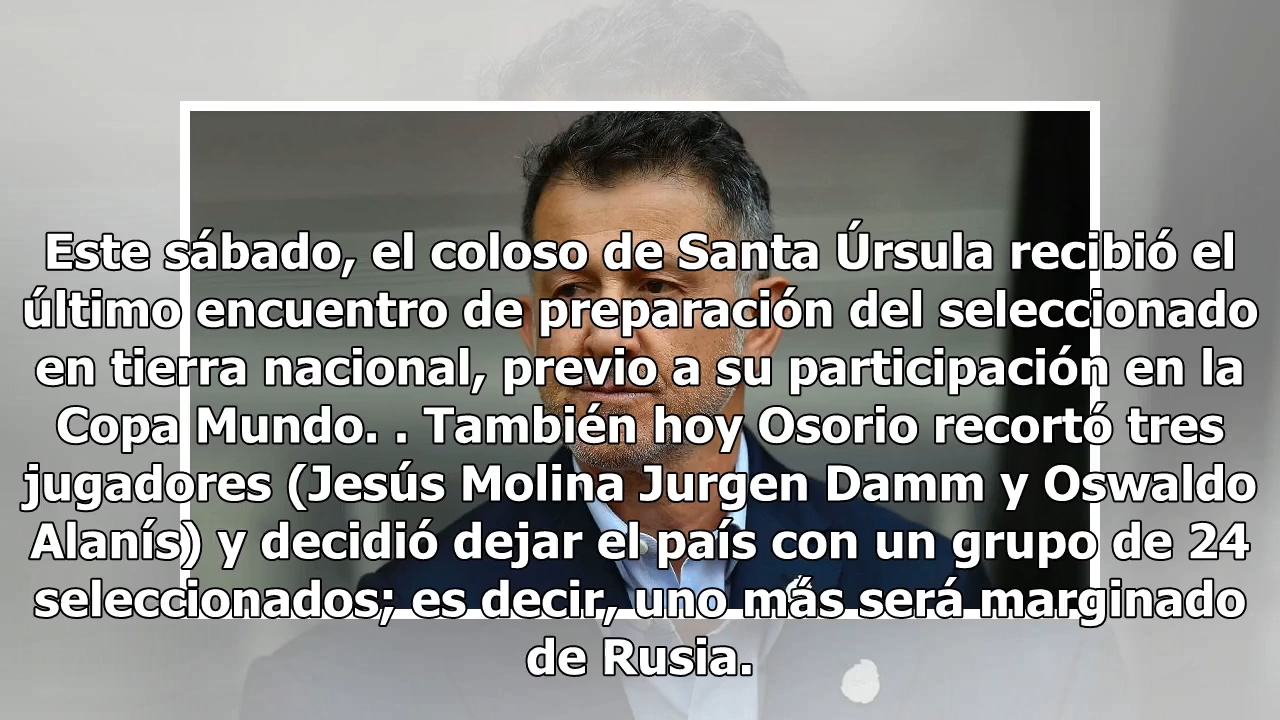 Este sábado, el coloso de Santa Úrsula recibió el
último encuentro de preparación del seleccionado
en tierra nacional, previo a su participación en la
Copa Mundo. . También hoy Osorio recortó tres
jugadores (Jesús Molina Jurgen Damm y Oswaldo
Alanís) y decidió dejar el país con un grupo de 24
seleccionados; es decir, uno más será marginado
de Rusia.